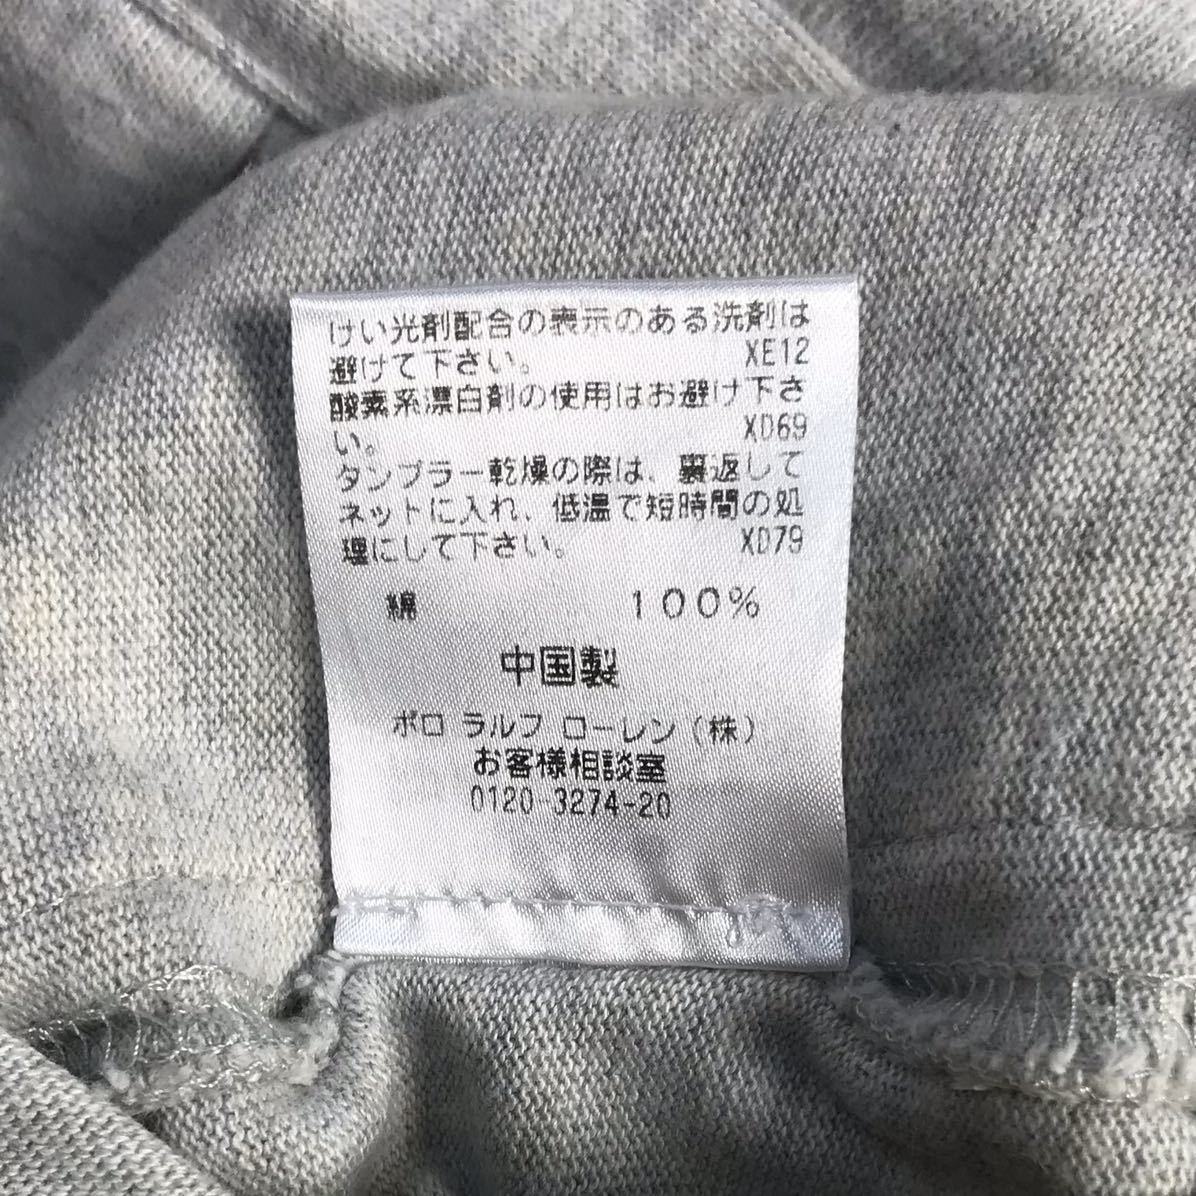 けい光剤配合の表示のある洗剤は
避けて下さい。 XE12
酸素系漂白剤の使用はお避け下さ
い。 XD69
タンブラー乾燥の際は、裏返して
ネットに入れ、低温で短時間の処
理にして下さい。 XD79
綿 100%
中国製
ポロ ラルフ ローレン(株)
お客様相談室
0120-3274-20